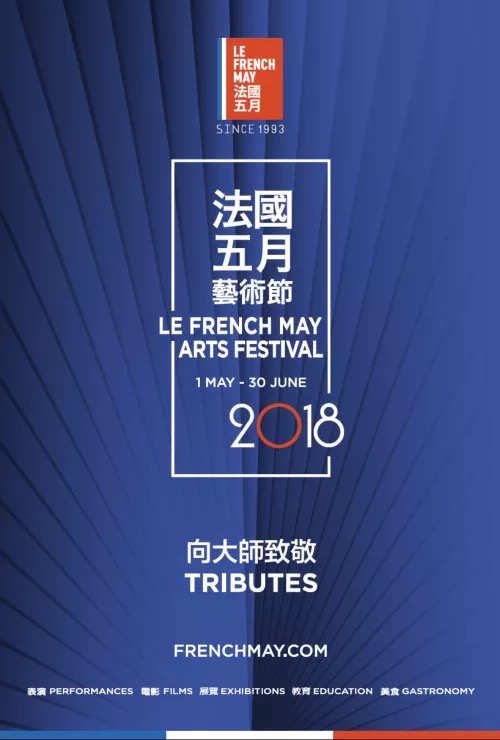 LE
FRENCH
MAY
法國
五月
SINCE 1993
法國
五月
藝術節
LE FRENCH MAY
ARTS FESTIVAL
1 MAY - 30 JUNE
2018
向大師致敬
TRIBUTES
FRENCHMAY.COM
表演 PERFORMANCES 電影 FILMS 展覽 EXHIBITIONS 教育 EDUCATION 美食 GASTRONOMY